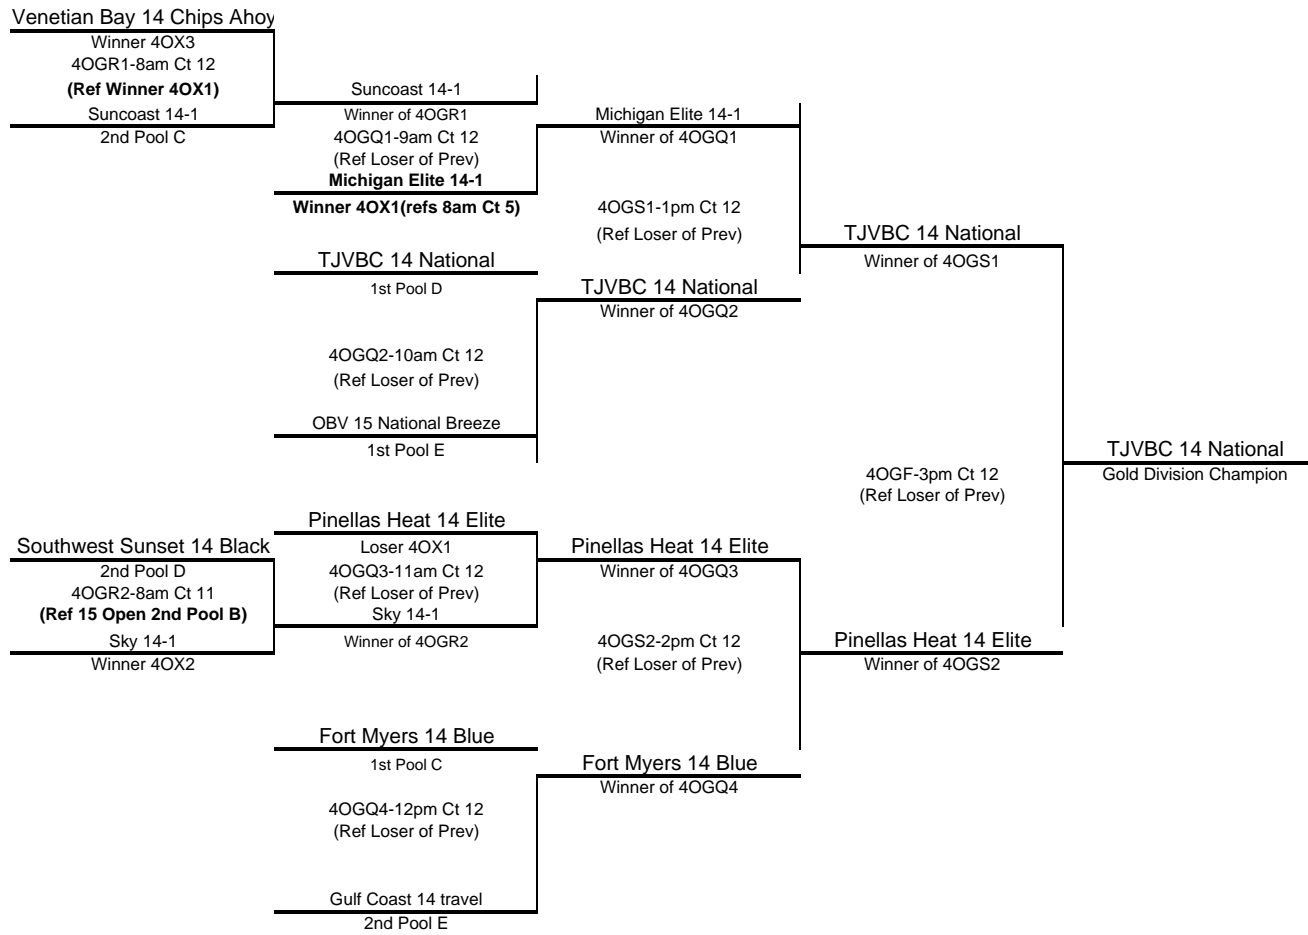 Venetian Bay 14 Chips Ahoy
Winner 4OX3
4OGR1-8am Ct 12
(Ref Winner 4OX1)
Suncoast 14-1
2nd Pool C
Suncoast 14-1
Winner of 4OGR1
4OGQ1-9am Ct 12
(Ref Loser of Prev)
Michigan Elite 14-1
Winner 4OX1(refs 8am Ct 5)
Michigan Elite 14-1
Winner of 4OGQ1
4OGS1-1pm Ct 12
(Ref Loser of Prev)
TJVBC 14 National
1st Pool D
4OGQ2-10am Ct 12
(Ref Loser of Prev)
OBV 15 National Breeze
1st Pool E
TJVBC 14 National
Winner of 4OGQ2
TJVBC 14 National
Winner of 4OGS1
4OGF-3pm Ct 12
(Ref Loser of Prev)
TJVBC 14 National
Gold Division Champion
Southwest Sunset 14 Black
2nd Pool D
4OGR2-8am Ct 11
(Ref 15 Open 2nd Pool B)
Sky 14-1
Winner 4OX2
Pinellas Heat 14 Elite
Loser 4OX1
4OGQ3-11am Ct 12
(Ref Loser of Prev)
Sky 14-1
Winner of 4OGR2
Pinellas Heat 14 Elite
Winner of 4OGQ3
4OGS2-2pm Ct 12
(Ref Loser of Prev)
Pinellas Heat 14 Elite
Winner of 4OGS2
Fort Myers 14 Blue
1st Pool C
4OGQ4-12pm Ct 12
(Ref Loser of Prev)
Gulf Coast 14 travel
2nd Pool E
Fort Myers 14 Blue
Winner of 4OGQ4